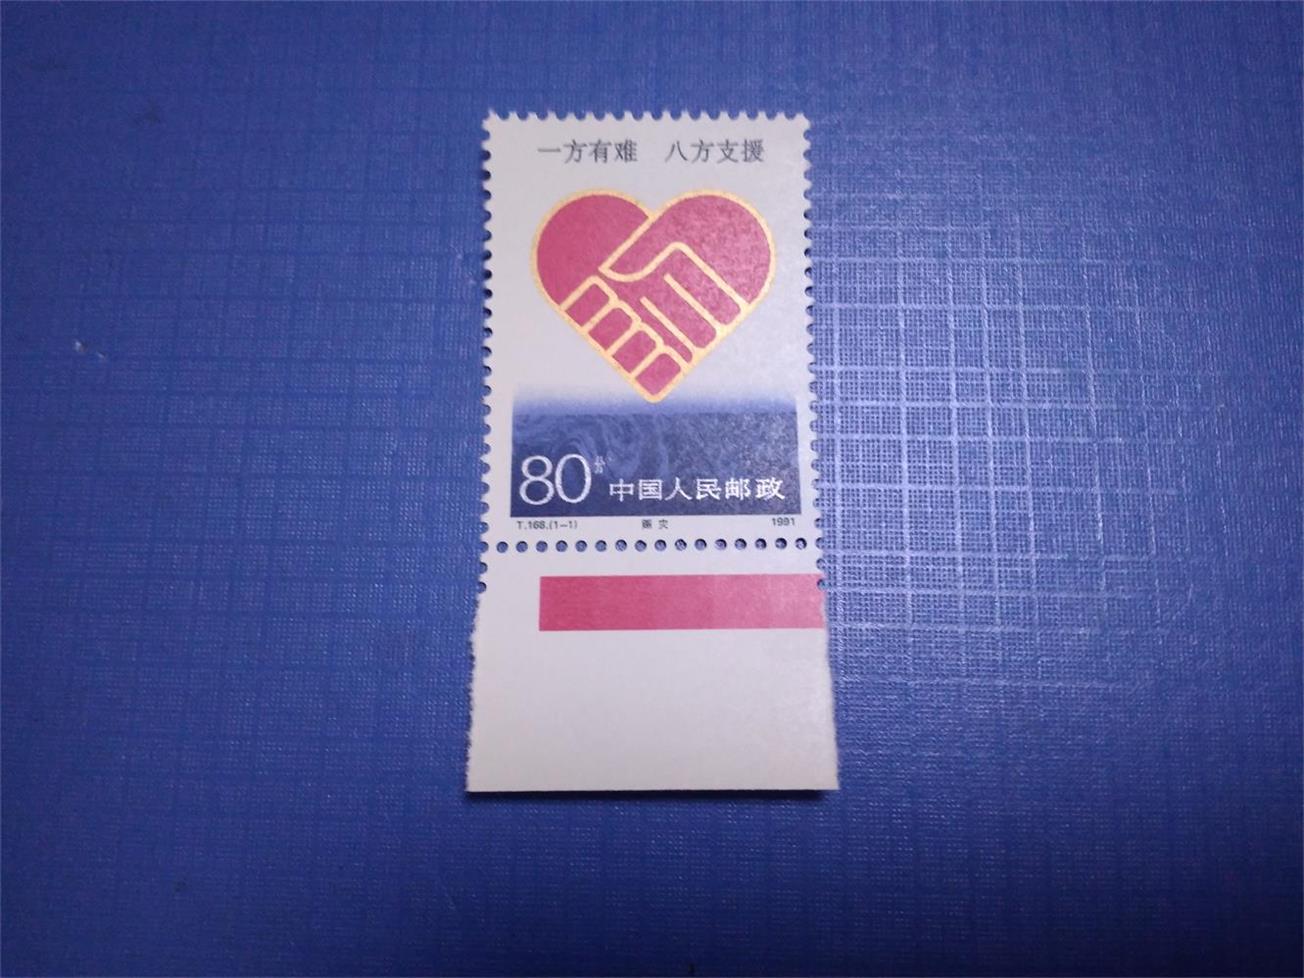 一方有难 八方支援
80分 中国人民邮政
T.168.(1-1) 赈灾 1991